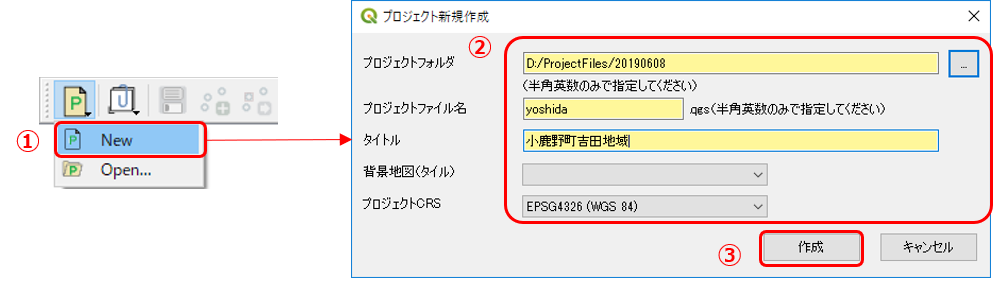 ① New
Open...
プロジェクト新規作成
②
プロジェクトフォルダ D:/ProjectFiles/20190608 ...
(半角英数のみで指定してください)
プロジェクトファイル名 yoshida .qgs(半角英数のみで指定してください)
タイトル 小鹿野町吉田地域
背景地図(タイル)
プロジェクトCRS EPSG4326 (WGS 84)
③ 作成 キャンセル